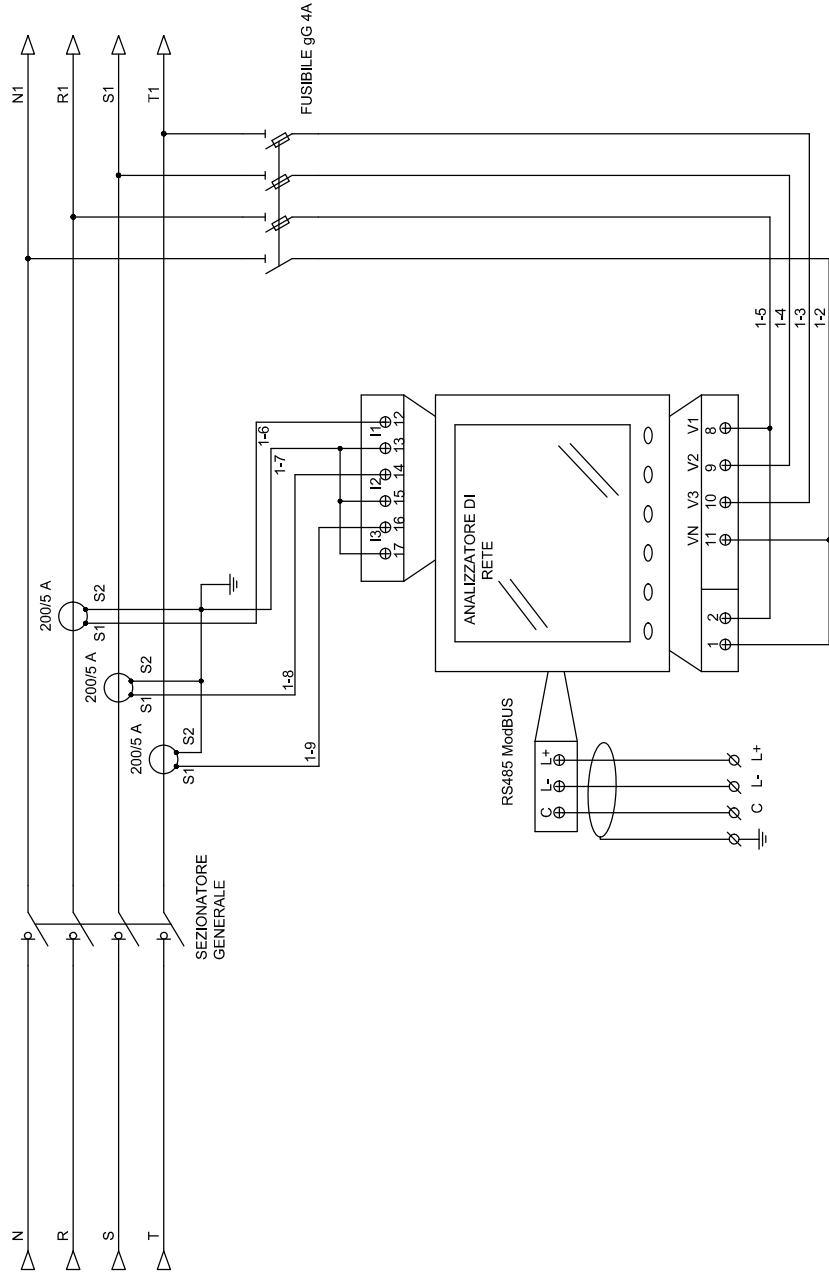 N1
R1
S1
T1
FUSIBILE gG 4A
200/5 A
S1
S2
200/5 A
S1
S2
200/5 A
S1
S2
1-6
1-7
1-8
1-9
1-5
1-4
1-3
1-2
I1
I2
I3
12
13
14
15
16
17
ANALIZZATORE DI
RETE
V1
V2
V3
VN
8
9
10
11
2
1
RS485 ModBUS
L+
L-
C
L+
L-
C
SEZIONATORE
GENERALE
N
R
S
T